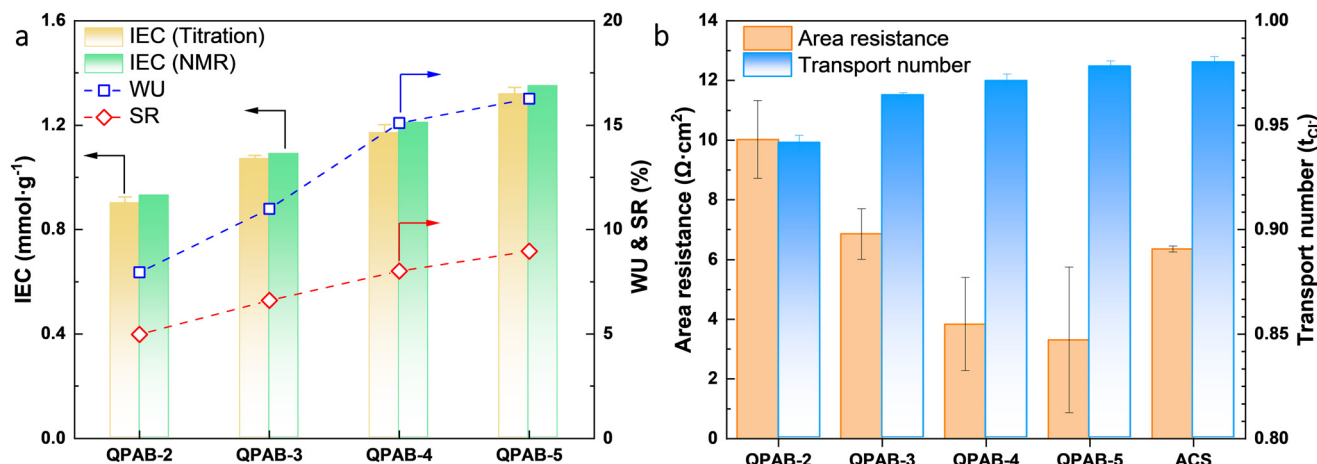 a
IEC (Titration)
IEC (NMR)
WU
SR
1.6
1.2
0.8
0.4
0.0
IEC (mmol·g⁻¹)
20
15
10
5
0
WU & SR (%)
QPAB-2 QPAB-3 QPAB-4 QPAB-5
b
Area resistance
Transport number
14
12
10
8
6
4
2
0
Area resistance (Ω·cm²)
1.00
0.95
0.90
0.85
0.80
Transport number (t_Cl⁻)
QPAB-2 QPAB-3 QPAB-4 QPAB-5 ACS